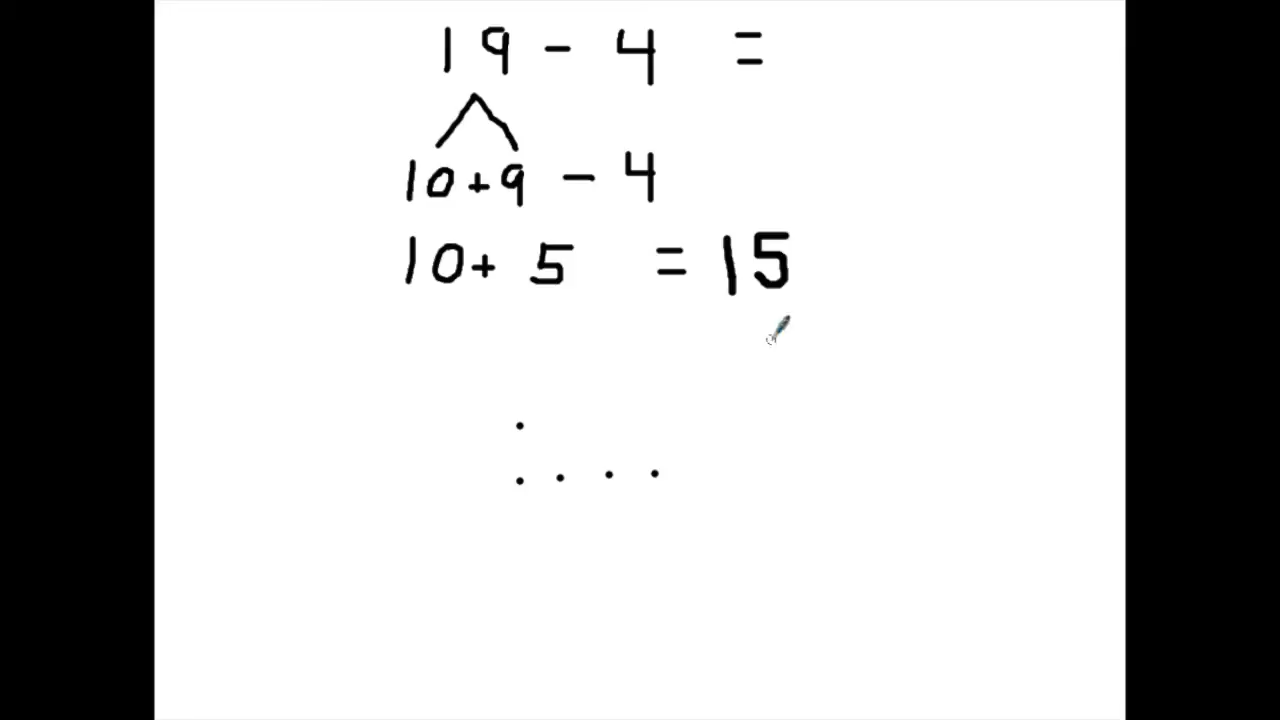 19 - 4 =
10+9 - 4
10+ 5 = 15